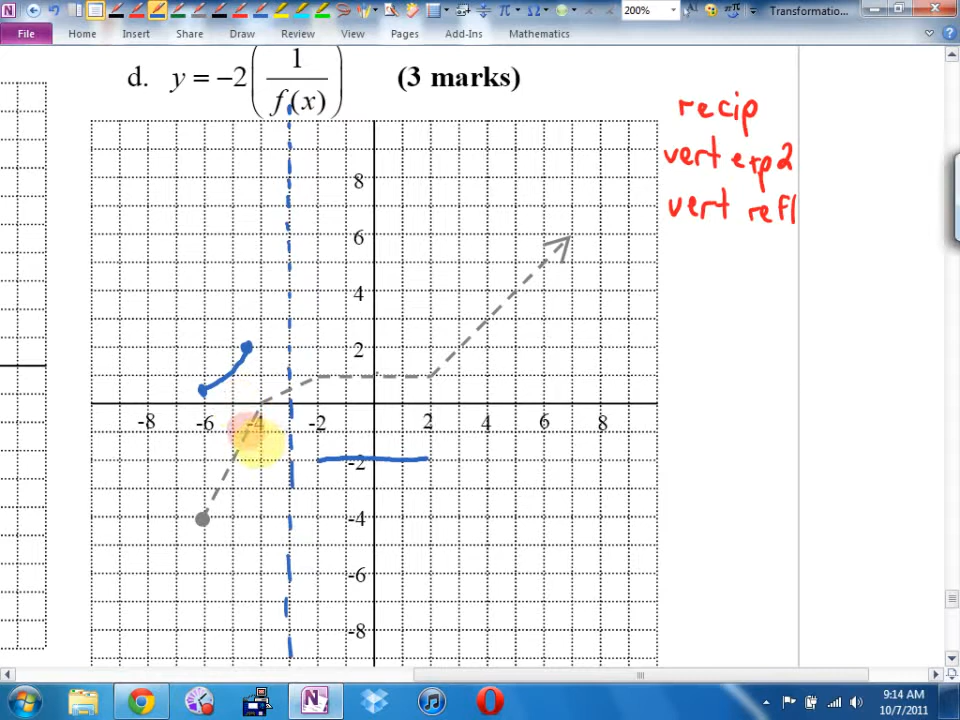 200%
Transformatio...
File Home Insert Share Draw Review View Pages Add-Ins Mathematics
d. y = −2(1/f(x)) (3 marks)
recip
vert exp 2
vert refl
8
6
4
2
-8 -6 -4 -2 2 4 6 8
-2
-4
-6
-8
9:14 AM
10/7/2011